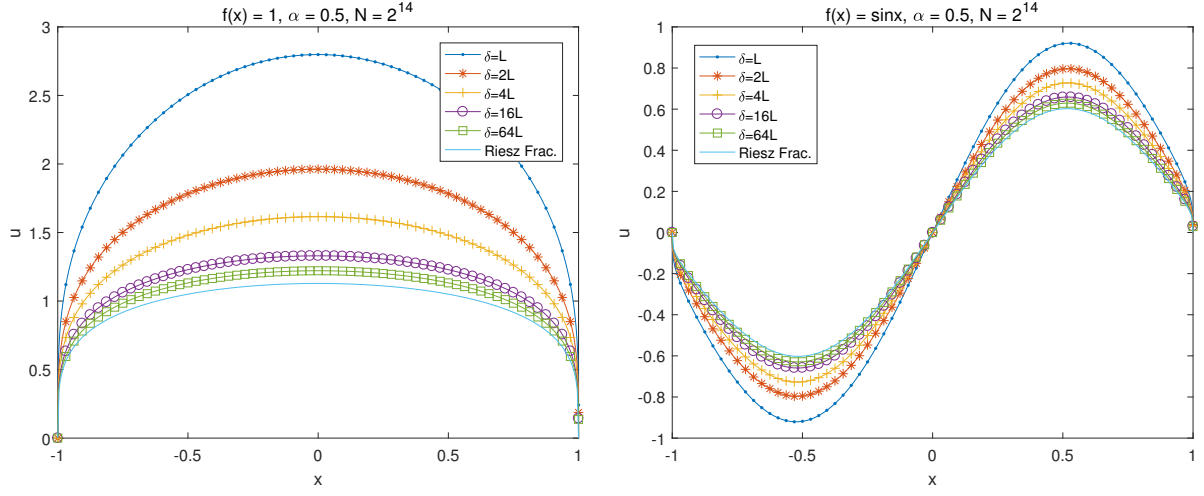 f(x) = 1, α = 0.5, N = 2^14
3
2.5
2
1.5
1
0.5
0
u
-1
-0.5
0
0.5
1
x
δ=L
δ=2L
δ=4L
δ=16L
δ=64L
Riesz Frac.
f(x) = sinx, α = 0.5, N = 2^14
1
0.8
0.6
0.4
0.2
0
-0.2
-0.4
-0.6
-0.8
-1
u
-1
-0.5
0
0.5
1
x
δ=L
δ=2L
δ=4L
δ=16L
δ=64L
Riesz Frac.